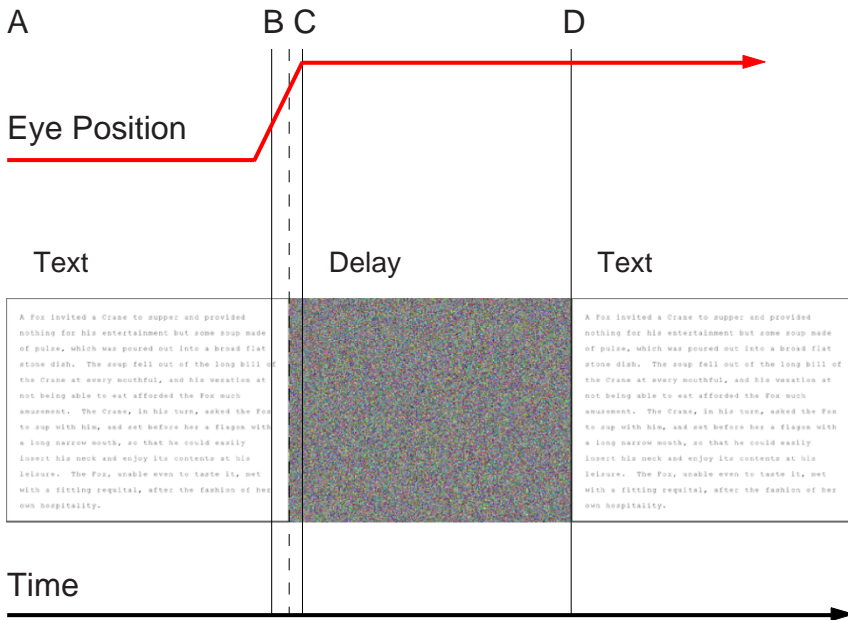 A B C D
Eye Position
Text Delay Text
A Fox invited a Crane to supper and provided
nothing for his entertainment but some soup made
of pulse, which was poured out into a broad flat
stone dish. The soup fell out of the long bill of
the Crane at every mouthful, and his vexation at
not being able to eat afforded the Fox much
amusement. The Crane, in his turn, asked the Fox
to sup with him, and set before her a flagon with
a long narrow mouth, so that he could easily
insert his neck and enjoy its contents at his
leisure. The Fox, unable even to taste it, met
with a fitting requital, after the fashion of her
own hospitality.
A Fox invited a Crane to supper and provided
nothing for his entertainment but some soup made
of pulse, which was poured out into a broad flat
stone dish. The soup fell out of the long bill of
the Crane at every mouthful, and his vexation at
not being able to eat afforded the Fox much
amusement. The Crane, in his turn, asked the Fox
to sup with him, and set before her a flagon with
a long narrow mouth, so that he could easily
insert his neck and enjoy its contents at his
leisure. The Fox, unable even to taste it, met
with a fitting requital, after the fashion of her
own hospitality.
Time